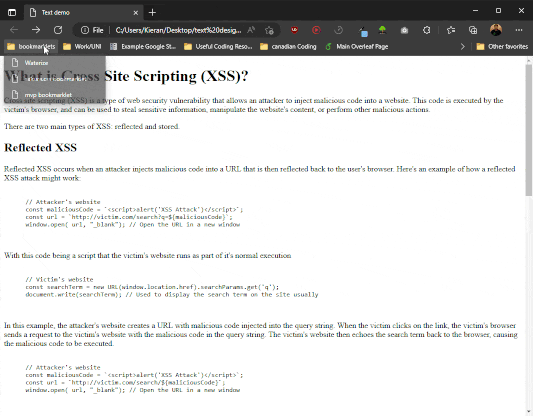 Text demo
File
C:/Users/Kieran/Desktop/text%20desig...
bookmarklets
Work/UNI
Example Google St...
Useful Coding Reso...
canadian Coding
Main Overleaf Page
Other favorites
Waterize
mvp bookmarklet
What is Cross Site Scripting (XSS)?
Cross site scripting (XSS) is a type of web security vulnerability that allows an attacker to inject malicious code into a website. This code is executed by the
victim's browser, and can be used to steal sensitive information, manipulate the website's content, or perform other malicious actions.
There are two main types of XSS: reflected and stored.
Reflected XSS
Reflected XSS occurs when an attacker injects malicious code into a URL that is then reflected back to the user's browser. Here's an example of how a reflected
XSS attack might work:
// Attacker's website
const maliciousCode = `<script>alert('XSS Attack')</script>`;
const url = `http://victim.com/search?q=${maliciousCode}`;
window.open( url, "_blank"); // Open the URL in a new window
With this code being a script that the victim's website runs as part of it's normal execution
// Victim's website
const searchTerm = new URL(window.location.href).searchParams.get('q');
document.write(searchTerm); // Used to display the search term on the site usually
In this example, the attacker's website creates a URL with malicious code injected into the query string. When the victim clicks on the link, the victim's browser
sends a request to the victim's website with the malicious code in the query string. The victim's website then echoes the search term back to the browser, causing
the malicious code to be executed.
// Attacker's website
const maliciousCode = `<script>alert('XSS Attack')</script>`;
const url = `http://victim.com/search/${maliciousCode}`;
window.open( url, "_blank"); // Open the URL in a new window